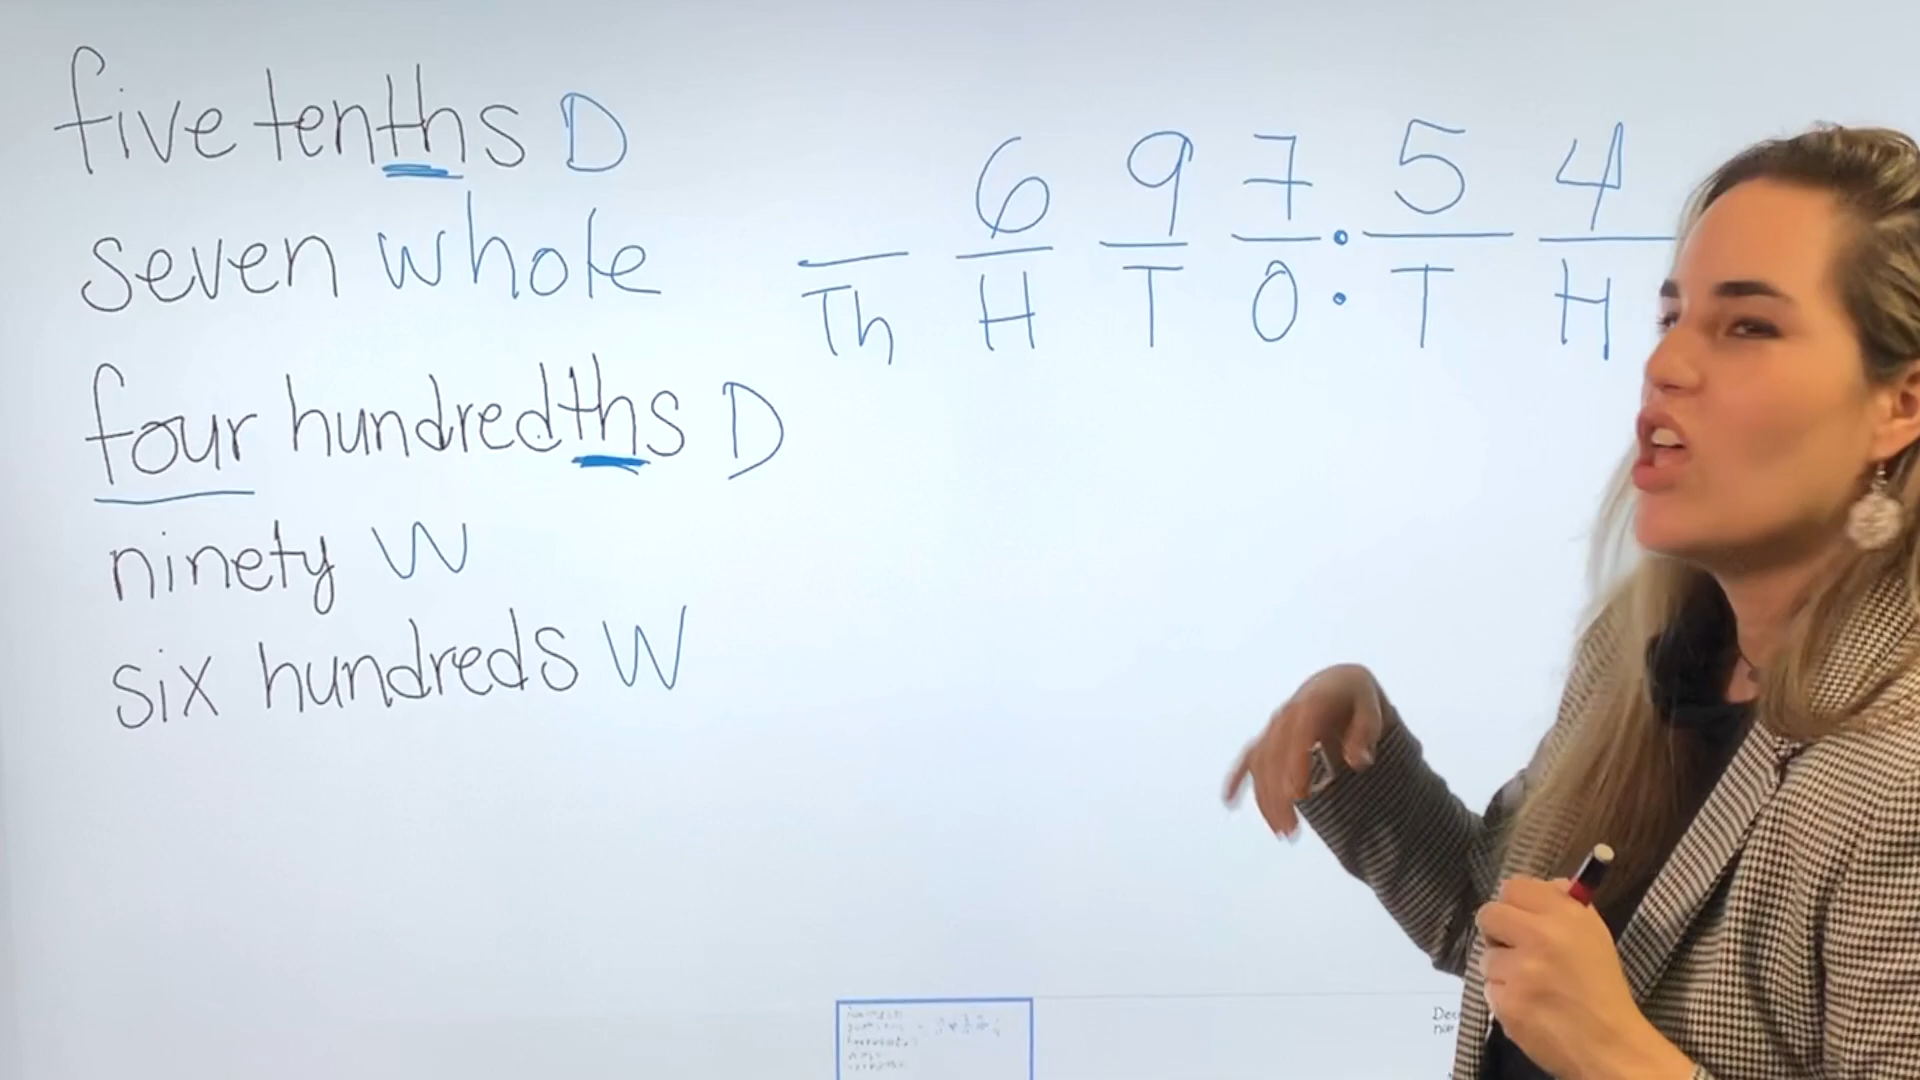 five tenths D
seven whole
four hundredths D
ninety W
six hundreds W
6 9 7 . 5 4
Th H T O . T H